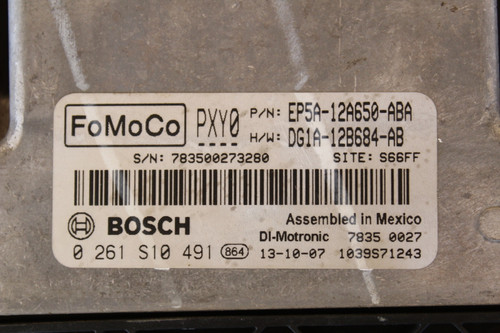 FoMoCo PXY0 P/N: EP5A-12A650-ABA
H/W: DG1A-12B684-AB
S/N: 783500273280 SITE: S66FF
BOSCH Assembled in Mexico
DI-Motronic 7835 0027
0 261 S10 491 864 13-10-07 1039S71243